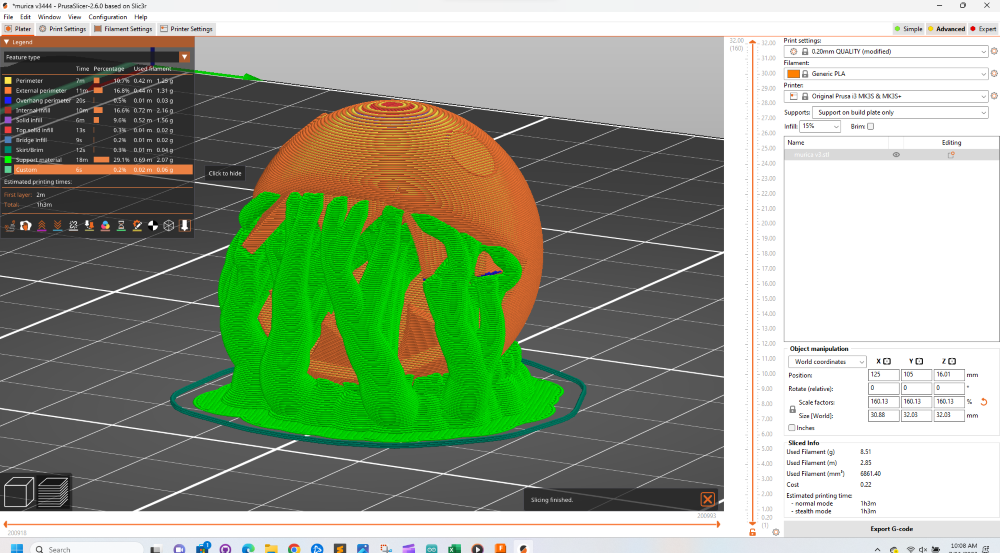 *murica v3444 - PrusaSlicer-2.6.0 based on Slic3r
File Edit Window View Configuration Help
Plater Print Settings Filament Settings Printer Settings Simple Advanced Expert
Legend
Feature type
Time Percentage Used filament
Perimeter 7m 10.7% 0.42 m 1.25 g
External perimeter 11m 16.8% 0.44 m 1.31 g
Overhang perimeter 20s 0.5% 0.01 m 0.03 g
Internal infill 10m 16.6% 0.72 m 2.16 g
Solid infill 6m 9.6% 0.52 m 1.56 g
Top solid infill 13s 0.3% 0.01 m 0.02 g
Bridge infill 9s 0.2% 0.01 m 0.02 g
Skirt/Brim 12s 0.3% 0.01 m 0.04 g
Support material 18m 29.1% 0.69 m 2.07 g
Custom 6s 0.2% 0.02 m 0.06 g
Estimated printing times:
First layer: 2m
Total: 1h3m
Click to hide
Slicing finished.
200918
200993
32.00
(160)
32.00
31.00
30.00
29.00
28.00
27.00
26.00
25.00
24.00
23.00
22.00
21.00
20.00
19.00
18.00
17.00
16.00
15.00
14.00
13.00
12.00
11.00
10.00
9.00
8.00
7.00
6.00
5.00
4.00
3.00
2.00
1.00
0.20
(1)
Print settings:
0.20mm QUALITY (modified)
Filament:
Generic PLA
Printer:
Original Prusa i3 MK3S & MK3S+
Supports: Support on build plate only
Infill: 15% Brim:
Name Editing
Object manipulation
World coordinates X Y Z
Position: 125 105 16.01 mm
Rotate (relative): 0 0 0 °
Scale factors: 160.13 160.13 160.13 %
Size [World]: 30.88 32.03 32.03 mm
Inches
Sliced Info
Used Filament (g) 8.51
Used Filament (m) 2.85
Used Filament (mm³) 6861.40
Cost 0.22
Estimated printing time:
- normal mode 1h3m
- stealth mode 1h3m
Export G-code
Search
10:08 AM